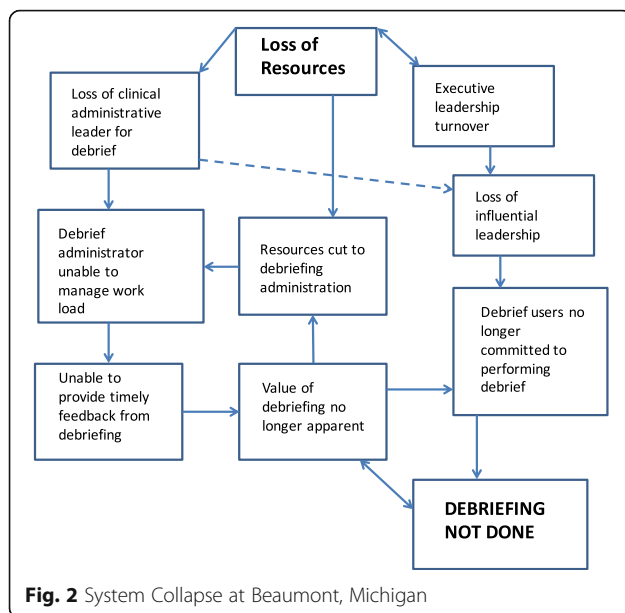 Loss of
Resources
Loss of clinical
administrative
leader for
debrief
Executive
leadership
turnover
Loss of
influential
leadership
Debrief
administrator
unable to
manage work
load
Resources cut to
debriefing
administration
Debrief users no
longer
committed to
performing
debrief
Unable to
provide timely
feedback from
debriefing
Value of
debriefing no
longer apparent
DEBRIEFING
NOT DONE
Fig. 2 System Collapse at Beaumont, Michigan